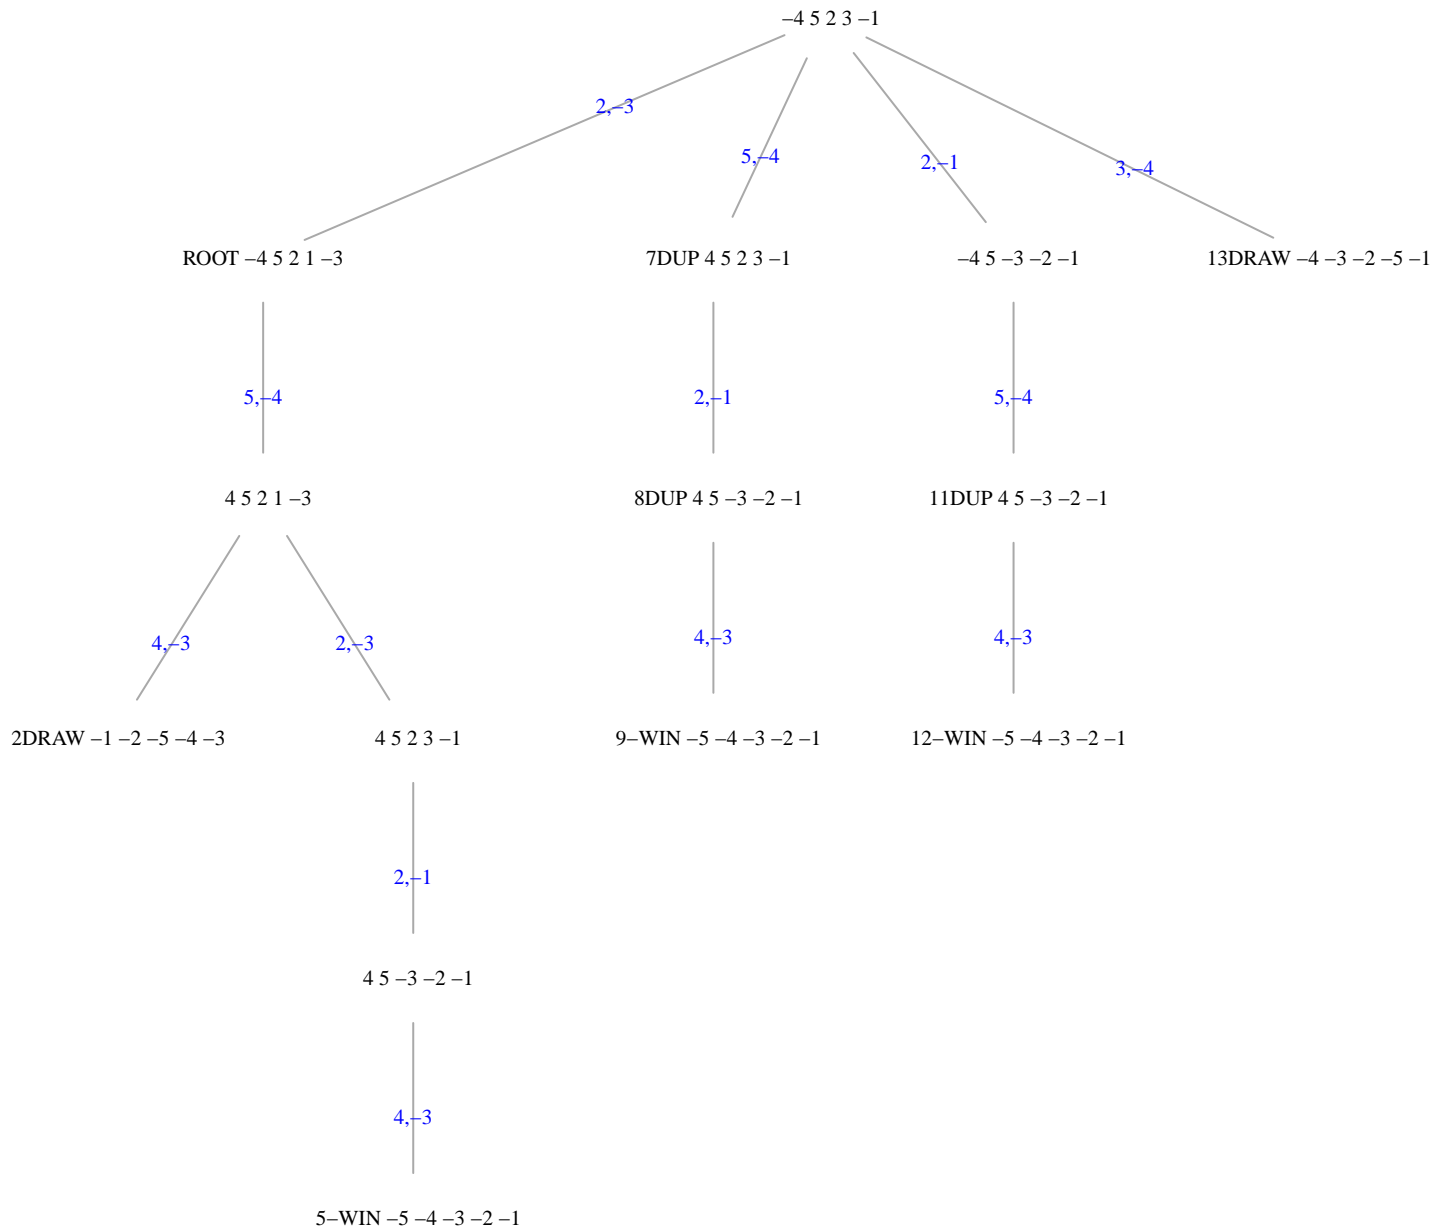 –4 5 2 3 –1
2,–3
5,–4
2,–1
3,–4
ROOT –4 5 2 1 –3
7DUP 4 5 2 3 –1
–4 5 –3 –2 –1
13DRAW –4 –3 –2 –5 –1
5,–4
2,–1
5,–4
4 5 2 1 –3
8DUP 4 5 –3 –2 –1
11DUP 4 5 –3 –2 –1
4,–3
2,–3
4,–3
4,–3
2DRAW –1 –2 –5 –4 –3
4 5 2 3 –1
9–WIN –5 –4 –3 –2 –1
12–WIN –5 –4 –3 –2 –1
2,–1
4 5 –3 –2 –1
4,–3
5–WIN –5 –4 –3 –2 –1